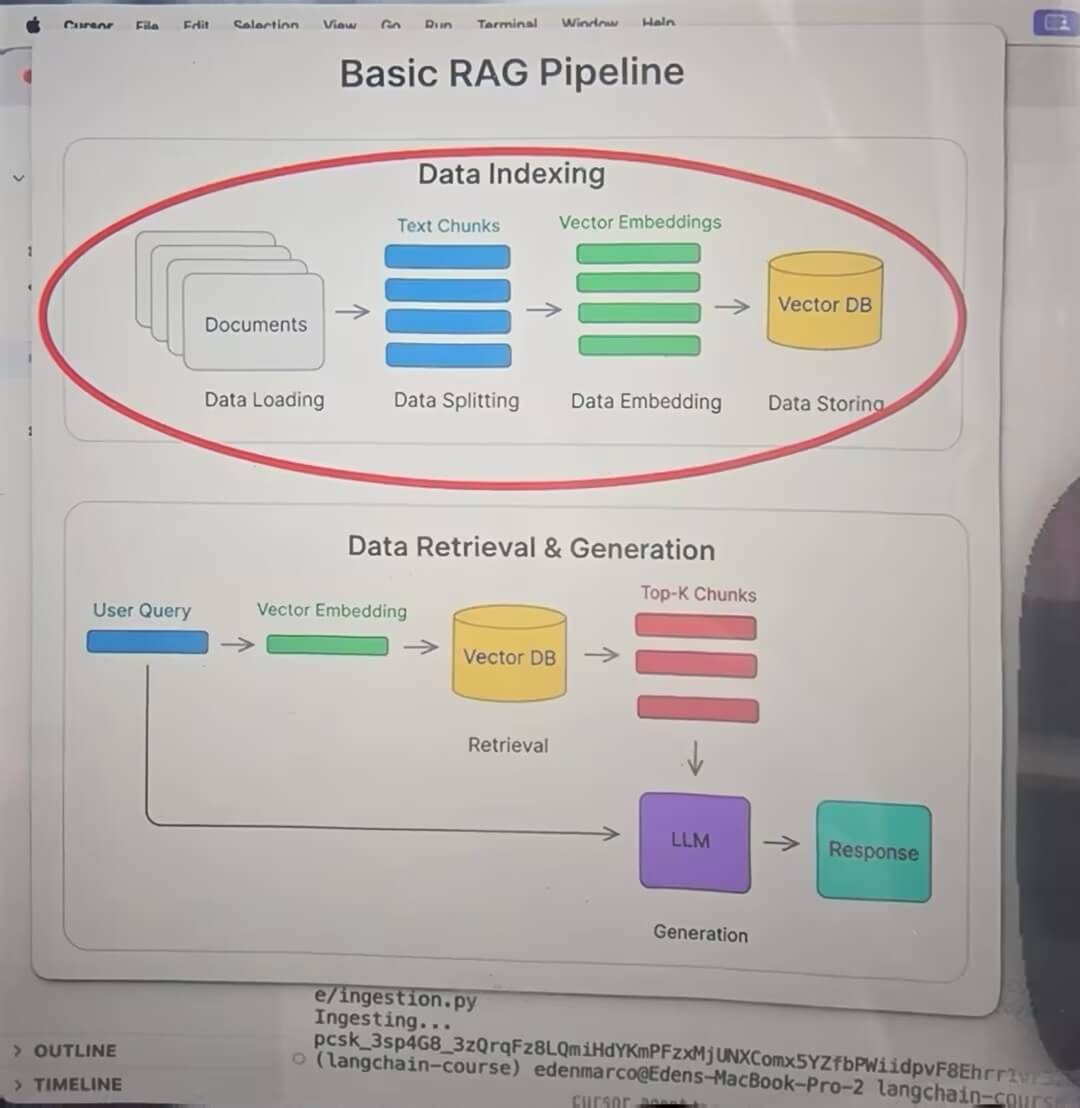 Cursor File Edit Selection View Go Run Terminal Window Help
Basic RAG Pipeline
Data Indexing
Text Chunks
Vector Embeddings
Documents
Vector DB
Data Loading
Data Splitting
Data Embedding
Data Storing
Data Retrieval & Generation
User Query
Vector Embedding
Vector DB
Top-K Chunks
Retrieval
LLM
Response
Generation
e/ingestion.py
Ingesting...
(langchain-course) edenmarco@Edens-MacBook-Pro-2
> OUTLINE
> TIMELINE